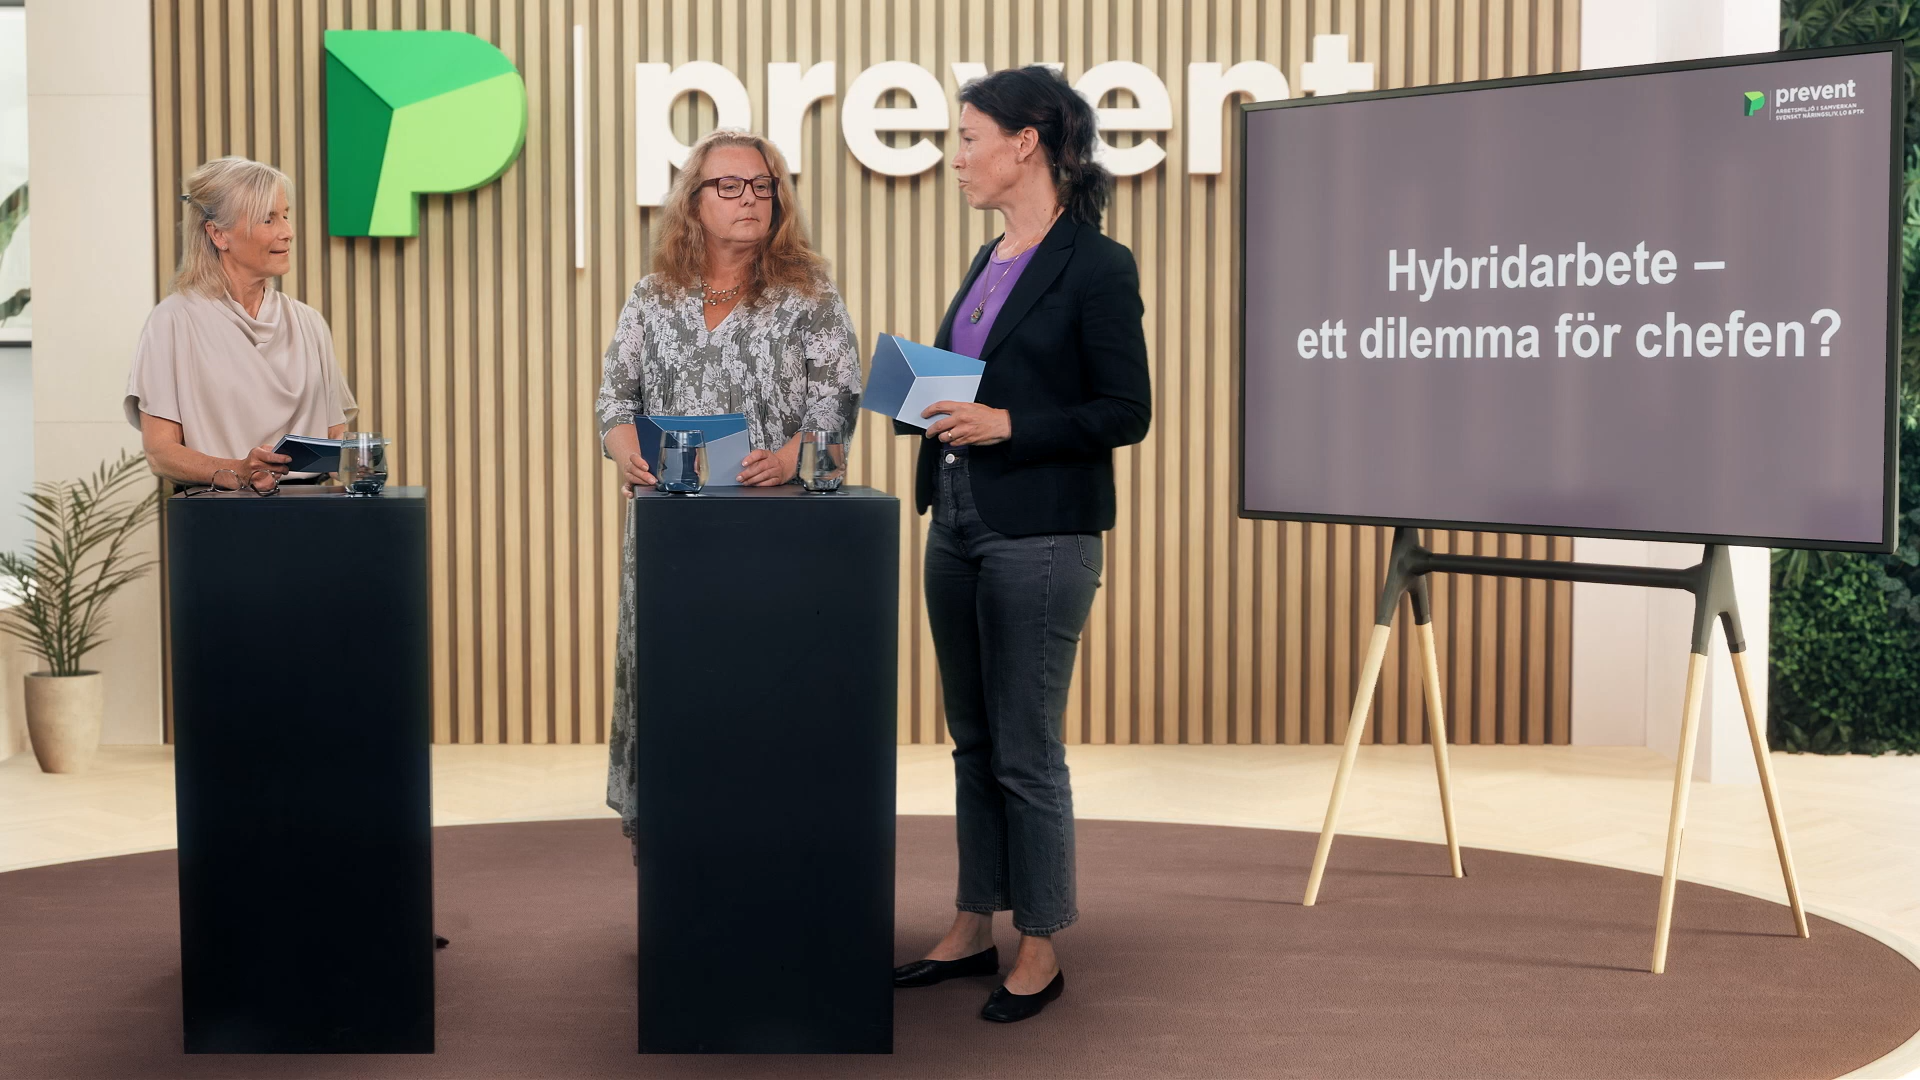 prevent
prevent
ARBETSMILJÖ I SAMVERKAN
SVENSKT NÄRINGSLIV, LO & PTK
Hybridarbete –
ett dilemma för chefen?